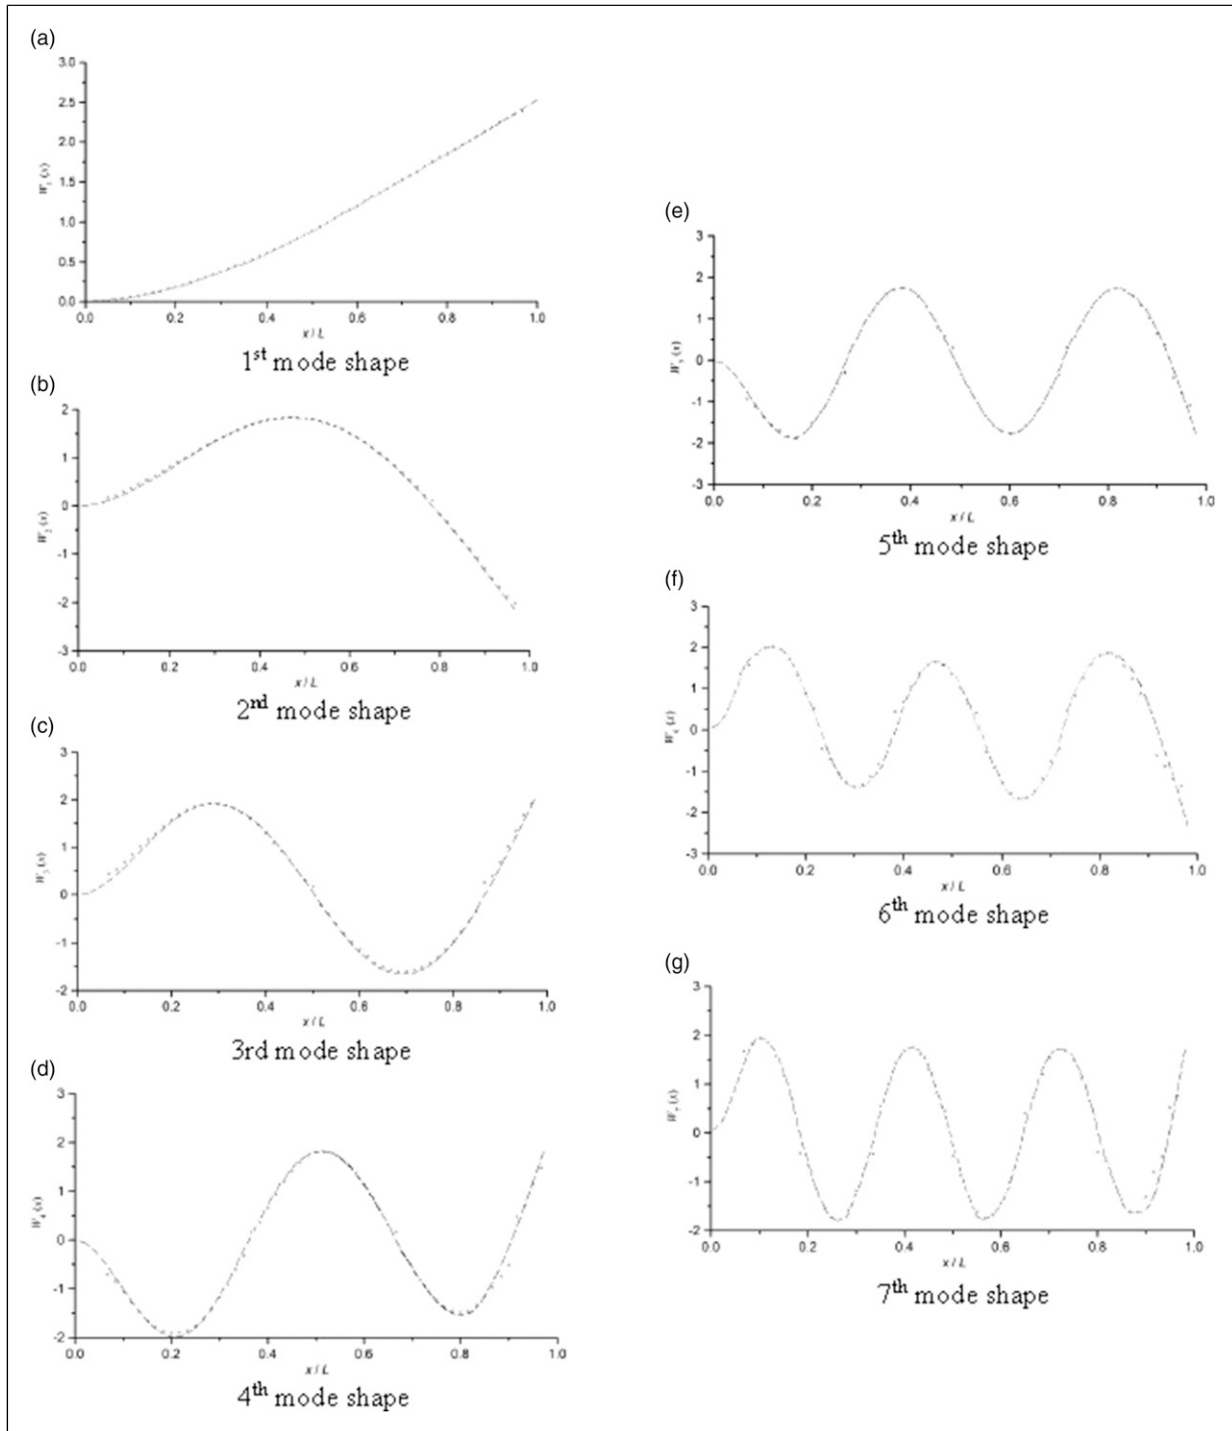 (a)
3.0
2.5
2.0
1.5
1.0
0.5
0.0
W₁(x)
0.0 0.2 0.4 0.6 0.8 1.0
x / L
1st mode shape
(b)
2
1
0
-1
-2
-3
W₂(x)
0.0 0.2 0.4 0.6 0.8 1.0
x / L
2nd mode shape
(c)
3
2
1
0
-1
-2
W₃(x)
0.0 0.2 0.4 0.6 0.8 1.0
x / L
3rd mode shape
(d)
3
2
1
0
-1
-2
W₄(x)
0.0 0.2 0.4 0.6 0.8 1.0
x / L
4th mode shape
(e)
3
2
1
0
-1
-2
-3
W₅(x)
0.0 0.2 0.4 0.6 0.8 1.0
x / L
5th mode shape
(f)
3
2
1
0
-1
-2
-3
0.0 0.2 0.4 0.6 0.8 1.0
x / L
6th mode shape
(g)
3
2
1
0
-1
-2
0.0 0.2 0.4 0.6 0.8 1.0
x / L
7th mode shape